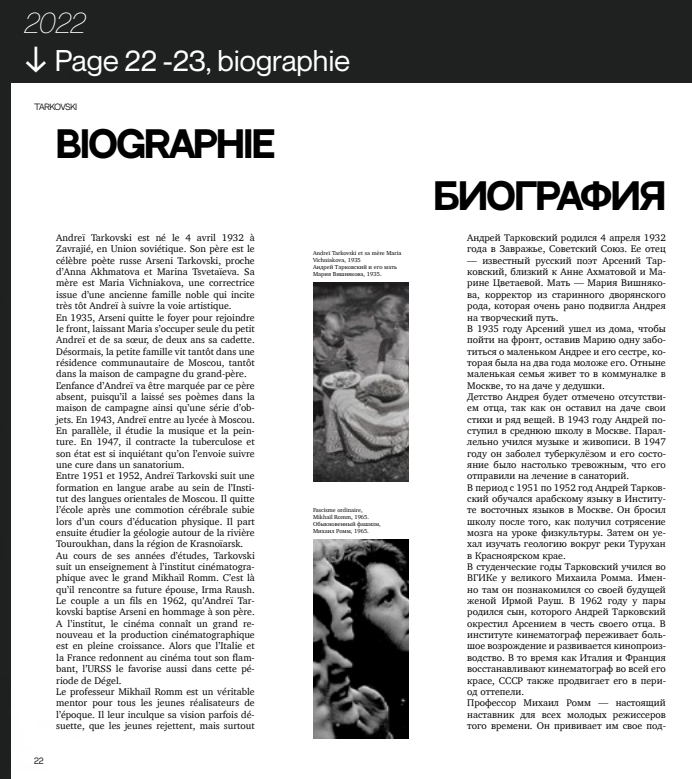 2022
↓ Page 22 -23, biographie
TARKOVSKI
BIOGRAPHIE
БИОГРАФИЯ
Andreï Tarkovski est né le 4 avril 1932 à
Zavrajié, en Union soviétique. Son père est le
célèbre poète russe Arseni Tarkovski, proche
d'Anna Akhmatova et Marina Tsvetaïeva. Sa
mère est Maria Vichniakova, une correctrice
issue d'une ancienne famille noble qui incite
très tôt Andreï à suivre la voie artistique.
En 1935, Arseni quitte le foyer pour rejoindre
le front, laissant Maria s'occuper seule du petit
Andreï et de sa sœur, de deux ans sa cadette.
Désormais, la petite famille vit tantôt dans une
résidence communautaire de Moscou, tantôt
dans la maison de campagne du grand-père.
L'enfance d'Andreï va être marquée par ce père
absent, puisqu'il a laissé ses poèmes dans la
maison de campagne ainsi qu'une série d'ob-
jets. En 1943, Andreï entre au lycée à Moscou.
En parallèle, il étudie la musique et la pein-
ture. En 1947, il contracte la tuberculose et
son état est si inquiétant qu'on l'envoie suivre
une cure dans un sanatorium.
Entre 1951 et 1952, Andreï Tarkovski suit une
formation en langue arabe au sein de l'Insti-
tut des langues orientales de Moscou. Il quitte
l'école après une commotion cérébrale subie
lors d'un cours d'éducation physique. Il part
ensuite étudier la géologie autour de la rivière
Touroukhan, dans la région de Krasnoïarsk.
Au cours de ses années d'études, Tarkovski
suit un enseignement à l'institut cinématogra-
phique avec le grand Mikhaïl Romm. C'est là
qu'il rencontre sa future épouse, Irma Raush.
Le couple a un fils en 1962, qu'Andreï Tar-
kovski baptise Arseni en hommage à son père.
A l'institut, le cinéma connaît un grand re-
nouveau et la production cinématographique
est en pleine croissance. Alors que l'Italie et
la France redonnent au cinéma tout son flam-
bant, l'URSS le favorise aussi dans cette pé-
riode de Dégel.
Le professeur Mikhaïl Romm est un véritable
mentor pour tous les jeunes réalisateurs de
l'époque. Il leur inculque sa vision parfois dé-
suette, que les jeunes rejettent, mais surtout
Andreï Tarkovski et sa mère Maria
Vichniakova, 1935
Андрей Тарковский и его мать
Мария Вишнякова, 1935.
Fascisme ordinaire,
Mikhaïl Romm, 1965.
Обыкновенный фашизм,
Михаил Ромм, 1965.
Андрей Тарковский родился 4 апреля 1932
года в Завражье, Советский Союз. Ее отец
— известный русский поэт Арсений Тар-
ковский, близкий к Анне Ахматовой и Ма-
рине Цветаевой. Мать — Мария Вишняко-
ва, корректор из старинного дворянского
рода, которая очень рано подвигла Андрея
на творческий путь.
В 1935 году Арсений ушел из дома, чтобы
пойти на фронт, оставив Марию одну забо-
титься о маленьком Андрее и его сестре, ко-
торая была на два года моложе его. Отныне
маленькая семья живет то в коммуналке в
Москве, то на даче у дедушки.
Детство Андрея будет отмечено отсутстви-
ем отца, так как он оставил на даче свои
стихи и ряд вещей. В 1943 году Андрей по-
ступил в среднюю школу в Москве. Парал-
лельно учился музыке и живописи. В 1947
году он заболел туберкулёзом и его состо-
яние было настолько тревожным, что его
отправили на лечение в санаторий.
В период с 1951 по 1952 год Андрей Тарков-
ский обучался арабскому языку в Институ-
те восточных языков в Москве. Он бросил
школу после того, как получил сотрясение
мозга на уроке физкультуры. Затем он уе-
хал изучать геологию вокруг реки Турухан
в Красноярском крае.
В студенческие годы Тарковский учился во
ВГИКе у великого Михаила Ромма. Имен-
но там он познакомился со своей будущей
женой Ирмой Рауш. В 1962 году у пары
родился сын, которого Андрей Тарковский
окрестил Арсением в честь своего отца. В
институте кинематограф переживает боль-
шое возрождение и развивается кинопроиз-
водство. В то время как Италия и Франция
восстанавливают кинематограф во всей его
красе, СССР также продвигает его в пери-
од оттепели.
Профессор Михаил Ромм — настоящий
наставник для всех молодых режиссеров
того времени. Он прививает им свое под-
22